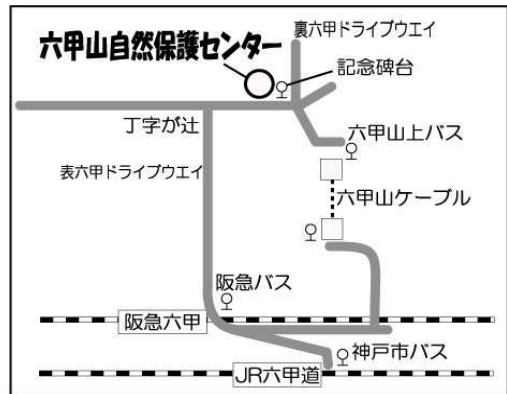 裏六甲ドライブウエイ
六甲山自然保護センター
記念碑台
丁字が辻
六甲山上バス
表六甲ドライブウエイ
六甲山ケーブル
阪急バス
阪急六甲
神戸市バス
JR六甲道